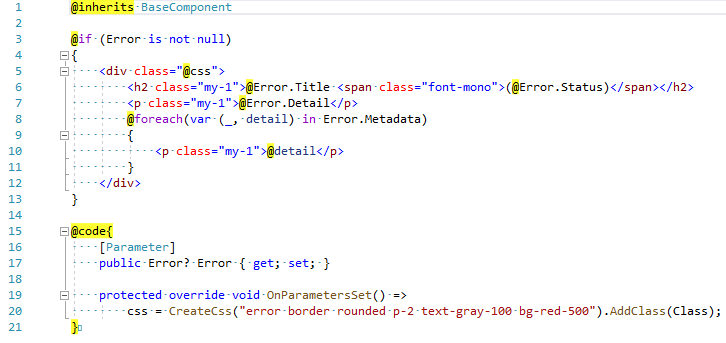 1 @inherits BaseComponent
2
3 @if (Error is not null)
4 {
5     <div class="@css">
6         <h2 class="my-1">@Error.Title <span class="font-mono">(@Error.Status)</span></h2>
7         <p class="my-1">@Error.Detail</p>
8         @foreach(var (_, detail) in Error.Metadata)
9         {
10             <p class="my-1">@detail</p>
11         }
12     </div>
13 }
14
15 @code{
16     [Parameter]
17     public Error? Error { get; set; }
18
19     protected override void OnParametersSet() =>
20         css = CreateCss("error border rounded p-2 text-gray-100 bg-red-500").AddClass(Class);
21 }